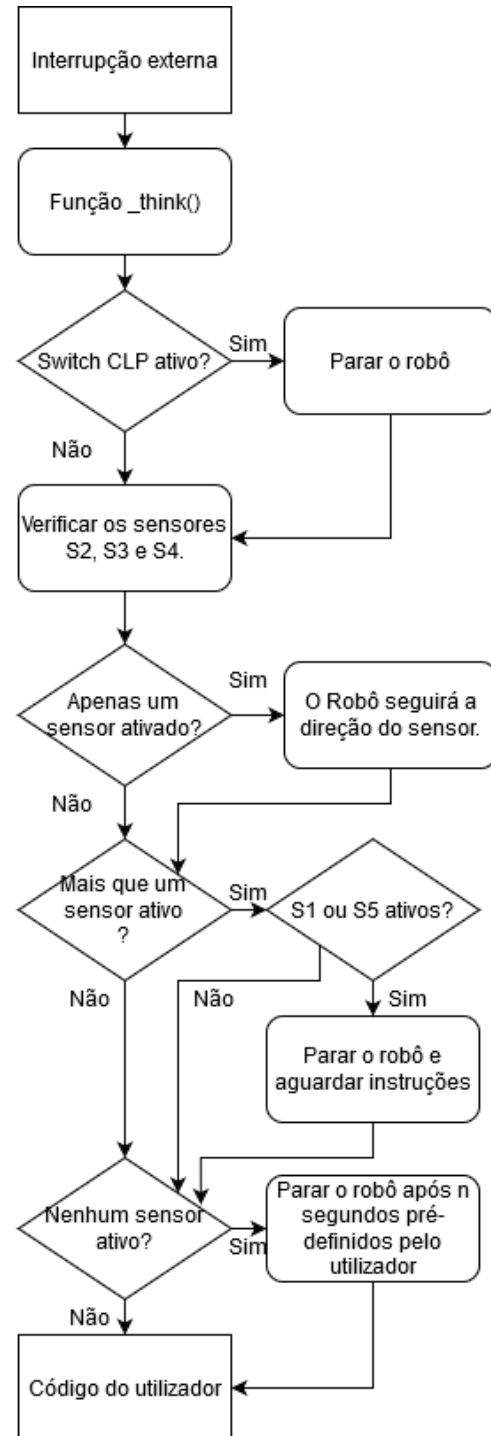 Interrupção externa
Função _think()
Switch CLP ativo?
Sim
Parar o robô
Não
Verificar os sensores
S2, S3 e S4.
Apenas um
sensor ativado?
Sim
O Robô seguirá a
direção do sensor.
Não
Mais que um
sensor ativo
?
Sim
S1 ou S5 ativos?
Não
Não
Sim
Parar o robô e
aguardar instruções
Nenhum sensor
ativo?
Sim
Parar o robô após n
segundos pré-
definidos pelo
utilizador
Não
Código do utilizador